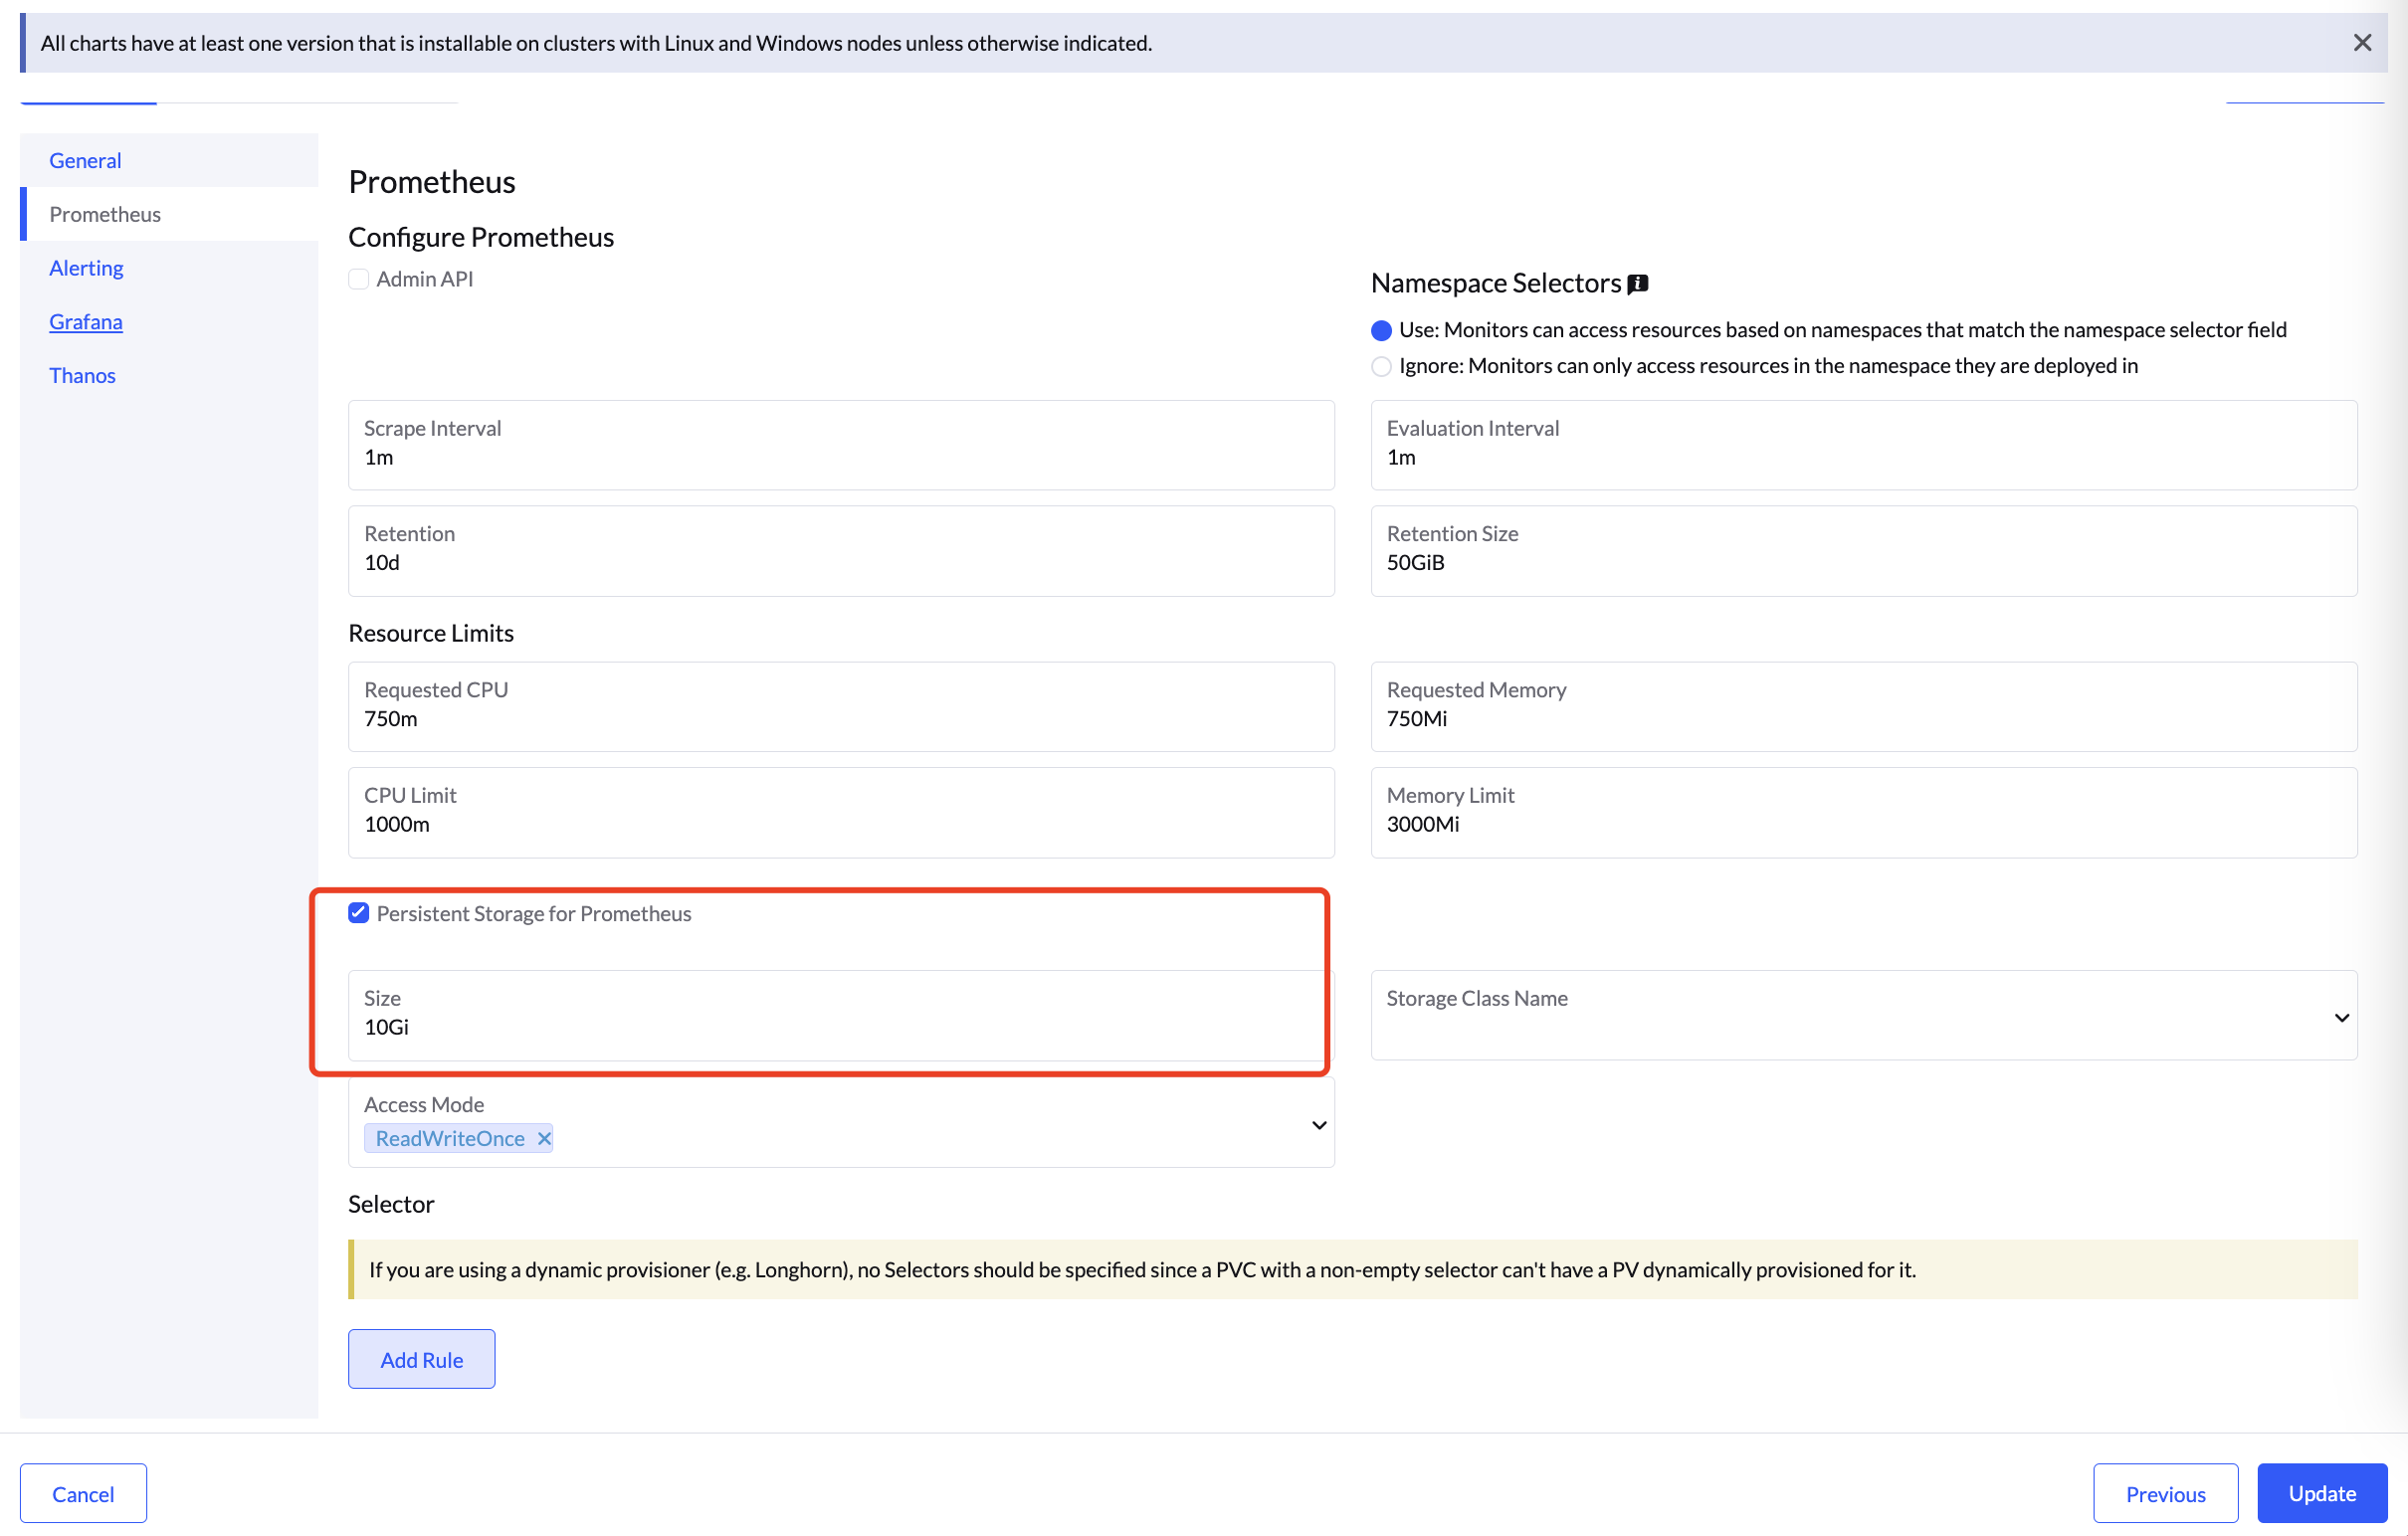 All charts have at least one version that is installable on clusters with Linux and Windows nodes unless otherwise indicated.
General
Prometheus
Alerting
Grafana
Thanos
Prometheus
Configure Prometheus
Admin API
Namespace Selectors
Use: Monitors can access resources based on namespaces that match the namespace selector field
Ignore: Monitors can only access resources in the namespace they are deployed in
Scrape Interval
1m
Evaluation Interval
1m
Retention
10d
Retention Size
50GiB
Resource Limits
Requested CPU
750m
Requested Memory
750Mi
CPU Limit
1000m
Memory Limit
3000Mi
Persistent Storage for Prometheus
Size
10Gi
Storage Class Name
Access Mode
ReadWriteOnce
Selector
If you are using a dynamic provisioner (e.g. Longhorn), no Selectors should be specified since a PVC with a non-empty selector can't have a PV dynamically provisioned for it.
Add Rule
Cancel
Previous
Update